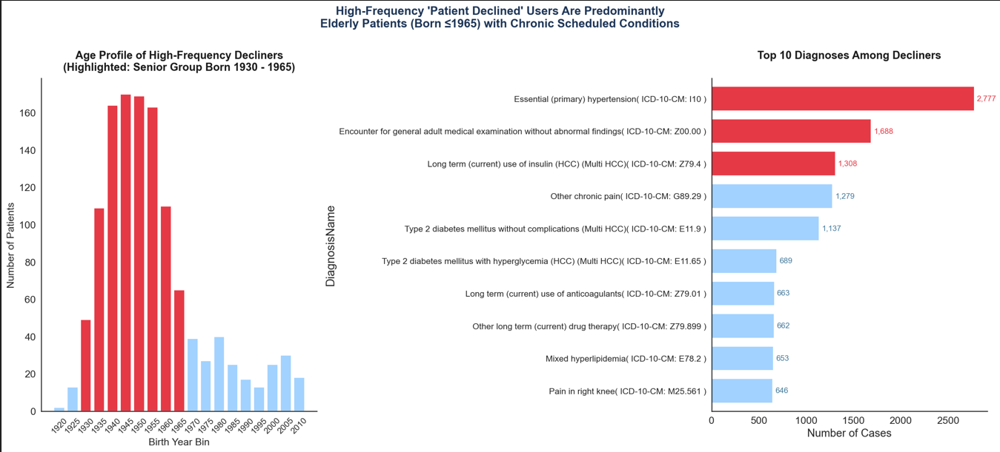 High-Frequency 'Patient Declined' Users Are Predominantly
Elderly Patients (Born ≤1965) with Chronic Scheduled Conditions
Age Profile of High-Frequency Decliners
(Highlighted: Senior Group Born 1930 - 1965)
Number of Patients
160
140
120
100
80
60
40
20
0
1920
1925
1930
1935
1940
1945
1950
1955
1960
1965
1970
1975
1980
1985
1990
1995
2000
2005
2010
Birth Year Bin
Top 10 Diagnoses Among Decliners
DiagnosisName
Essential (primary) hypertension( ICD-10-CM: I10 ) 2,777
Encounter for general adult medical examination without abnormal findings( ICD-10-CM: Z00.00 ) 1,688
Long term (current) use of insulin (HCC) (Multi HCC)( ICD-10-CM: Z79.4 ) 1,308
Other chronic pain( ICD-10-CM: G89.29 ) 1,279
Type 2 diabetes mellitus without complications (Multi HCC)( ICD-10-CM: E11.9 ) 1,137
Type 2 diabetes mellitus with hyperglycemia (HCC) (Multi HCC)( ICD-10-CM: E11.65 ) 689
Long term (current) use of anticoagulants( ICD-10-CM: Z79.01 ) 663
Other long term (current) drug therapy( ICD-10-CM: Z79.899 ) 662
Mixed hyperlipidemia( ICD-10-CM: E78.2 ) 653
Pain in right knee( ICD-10-CM: M25.561 ) 646
0 500 1000 1500 2000 2500
Number of Cases